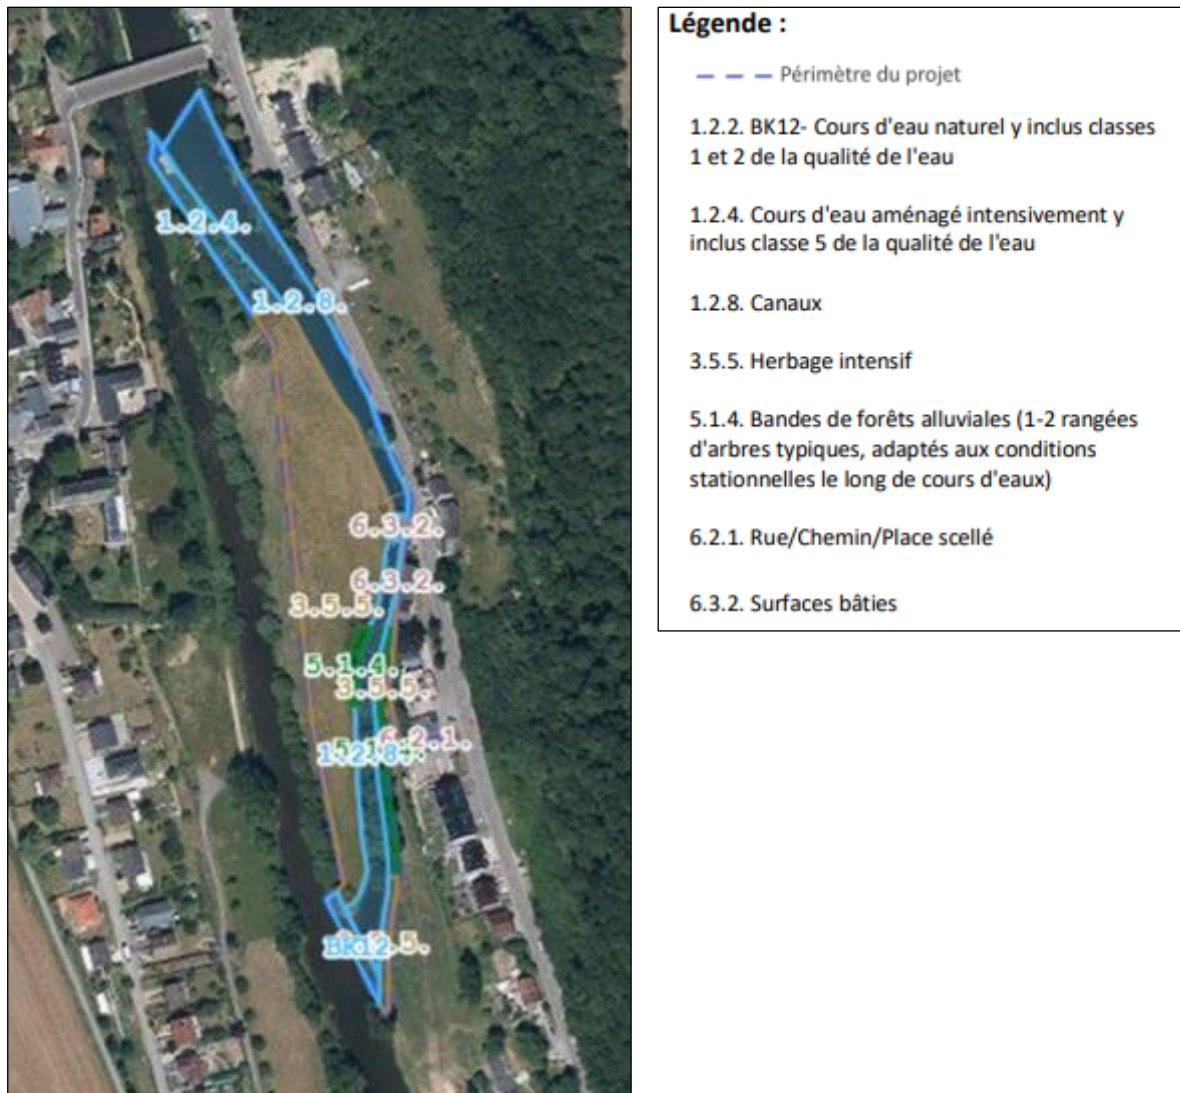 1.2.4.
1.2.8.
6.3.2.
6.3.2.
3.5.5.
5.1.4.
3.5.5.
6.2.1.
1.2.8.
BK12
5.
Légende :
Périmètre du projet
1.2.2. BK12- Cours d'eau naturel y inclus classes
1 et 2 de la qualité de l'eau
1.2.4. Cours d'eau aménagé intensivement y
inclus classe 5 de la qualité de l'eau
1.2.8. Canaux
3.5.5. Herbage intensif
5.1.4. Bandes de forêts alluviales (1-2 rangées
d'arbres typiques, adaptés aux conditions
stationnelles le long de cours d'eaux)
6.2.1. Rue/Chemin/Place scellé
6.3.2. Surfaces bâties